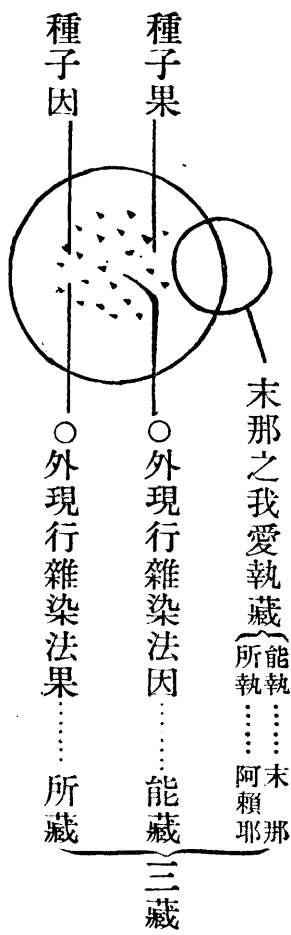 種子果
種子因
末那之我愛執藏
能執……末那
所執……阿賴耶
○外現行雜染法因……能藏
○外現行雜染法果……所藏
三藏